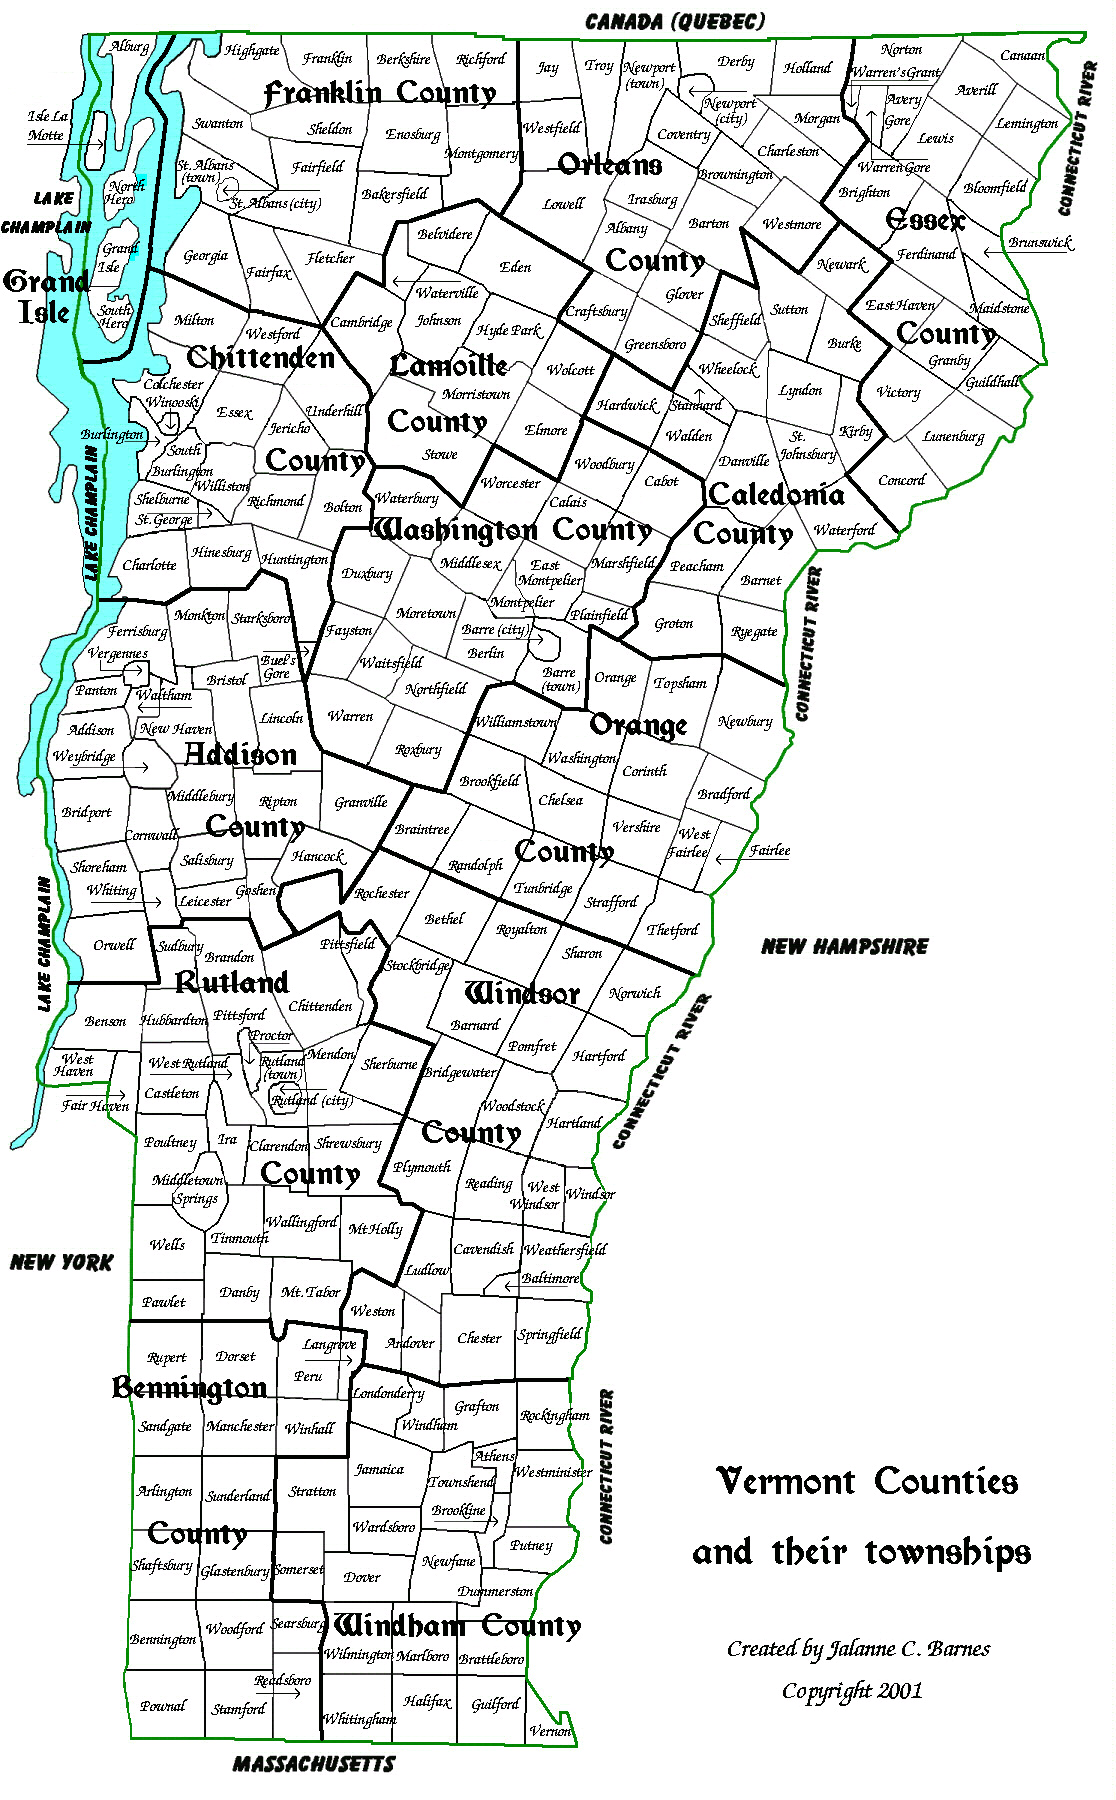 CANADA (QUEBEC)
Alburg
Highgate
Franklin
Berkshire
Richford
Jay
Troy
Newport
(town)
Derby
Holland
Norton
Canaan
Warren's Grant
Franklin County
Isle La
Motte
Swanton
Sheldon
Enosburg
Montgomery
Westfield
Newport
(city)
Coventry
Morgan
Avery
Gore
Averill
Lewis
Lemington
Charleston
Warren Gore
CONNECTICUT RIVER
St. Albans
(town)
Fairfield
Orleans
Brownington
Brighton
Bloomfield
North
Hero
St. Albans (city)
Bakersfield
Lowell
Irasburg
LAKE
CHAMPLAIN
Belvidere
Albany
Barton
Westmore
Essex
Brunswick
Grand
Isle
Georgia
Fairfax
Fletcher
Eden
County
Newark
Ferdinand
Grand
Isle
Waterville
Glover
South
Hero
Milton
Westford
Cambridge
Johnson
Hyde Park
Craftsbury
Sheffield
Sutton
East Haven
Maidstone
County
Chittenden
Greensboro
Burke
Granby
Lamoille
Wolcott
Wheelock
Guildhall
Colchester
Winooski
Essex
Underhill
Morristown
Hardwick
Stannard
Lyndon
Victory
Jericho
County
Elmore
Walden
Burlington
South
Burlington
County
Stowe
Danville
St.
Johnsbury
Kirby
Lunenburg
Woodbury
Williston
Worcester
Cabot
Concord
Shelburne
Richmond
Bolton
Waterbury
Calais
Caledonia
St. George
LAKE CHAMPLAIN
Washington County
County
Waterford
Charlotte
Hinesburg
Huntington
Duxbury
Middlesex
East
Montpelier
Marshfield
Peacham
Barnet
Montpelier
Monkton
Starksboro
Moretown
Plainfield
Groton
Ryegate
CONNECTICUT RIVER
Ferrisburg
Fayston
Barre (city)
Berlin
Vergennes
Buel's
Gore
Waitsfield
Barre
(town)
Orange
Topsham
Panton
Waltham
Bristol
Northfield
Addison
New Haven
Lincoln
Warren
Williamstown
Orange
Newbury
Weybridge
Addison
Roxbury
Washington
Corinth
Brookfield
Bridport
Middlebury
Ripton
Granville
Chelsea
Bradford
Cornwall
County
Braintree
Vershire
West
Fairlee
Fairlee
Shoreham
Salisbury
Hancock
Randolph
County
Whiting
Leicester
Goshen
Rochester
Tunbridge
Strafford
LAKE CHAMPLAIN
Bethel
Royalton
Thetford
Orwell
Sudbury
Brandon
Pittsfield
Sharon
NEW HAMPSHIRE
Stockbridge
Rutland
Windsor
Norwich
Benson
Hubbardton
Pittsford
Chittenden
Barnard
Proctor
Pomfret
Hartford
West
Haven
West Rutland
Rutland
(town)
Mendon
Sherburne
Bridgewater
CONNECTICUT RIVER
Fair Haven
Castleton
Rutland (city)
Woodstock
Hartland
Poultney
Ira
Clarendon
Shrewsbury
County
County
Plymouth
Middletown
Springs
Reading
West
Windsor
Windsor
Wallingford
Mt Holly
Wells
Tinmouth
NEW YORK
Cavendish
Weathersfield
Ludlow
Baltimore
Pawlet
Danby
Mt. Tabor
Weston
Andover
Chester
Springfield
Rupert
Dorset
Langrove
Peru
Bennington
Londonderry
Grafton
Rockingham
Sandgate
Manchester
Winhall
Windham
CONNECTICUT RIVER
Athens
Jamaica
Townshend
Westminister
Vermont Counties
Arlington
Sunderland
Stratton
Brookline
Wardsboro
County
Putney
and their townships
Shaftsbury
Glastenbury
Somerset
Dover
Newfane
Dummerston
Bennington
Woodford
Searsburg
Windham County
Wilmington
Marlboro
Brattleboro
Created by Jalanne C. Barnes
Readsboro
Copyright 2001
Pownal
Stamford
Whitingham
Halifax
Guilford
Vernon
MASSACHUSETTS